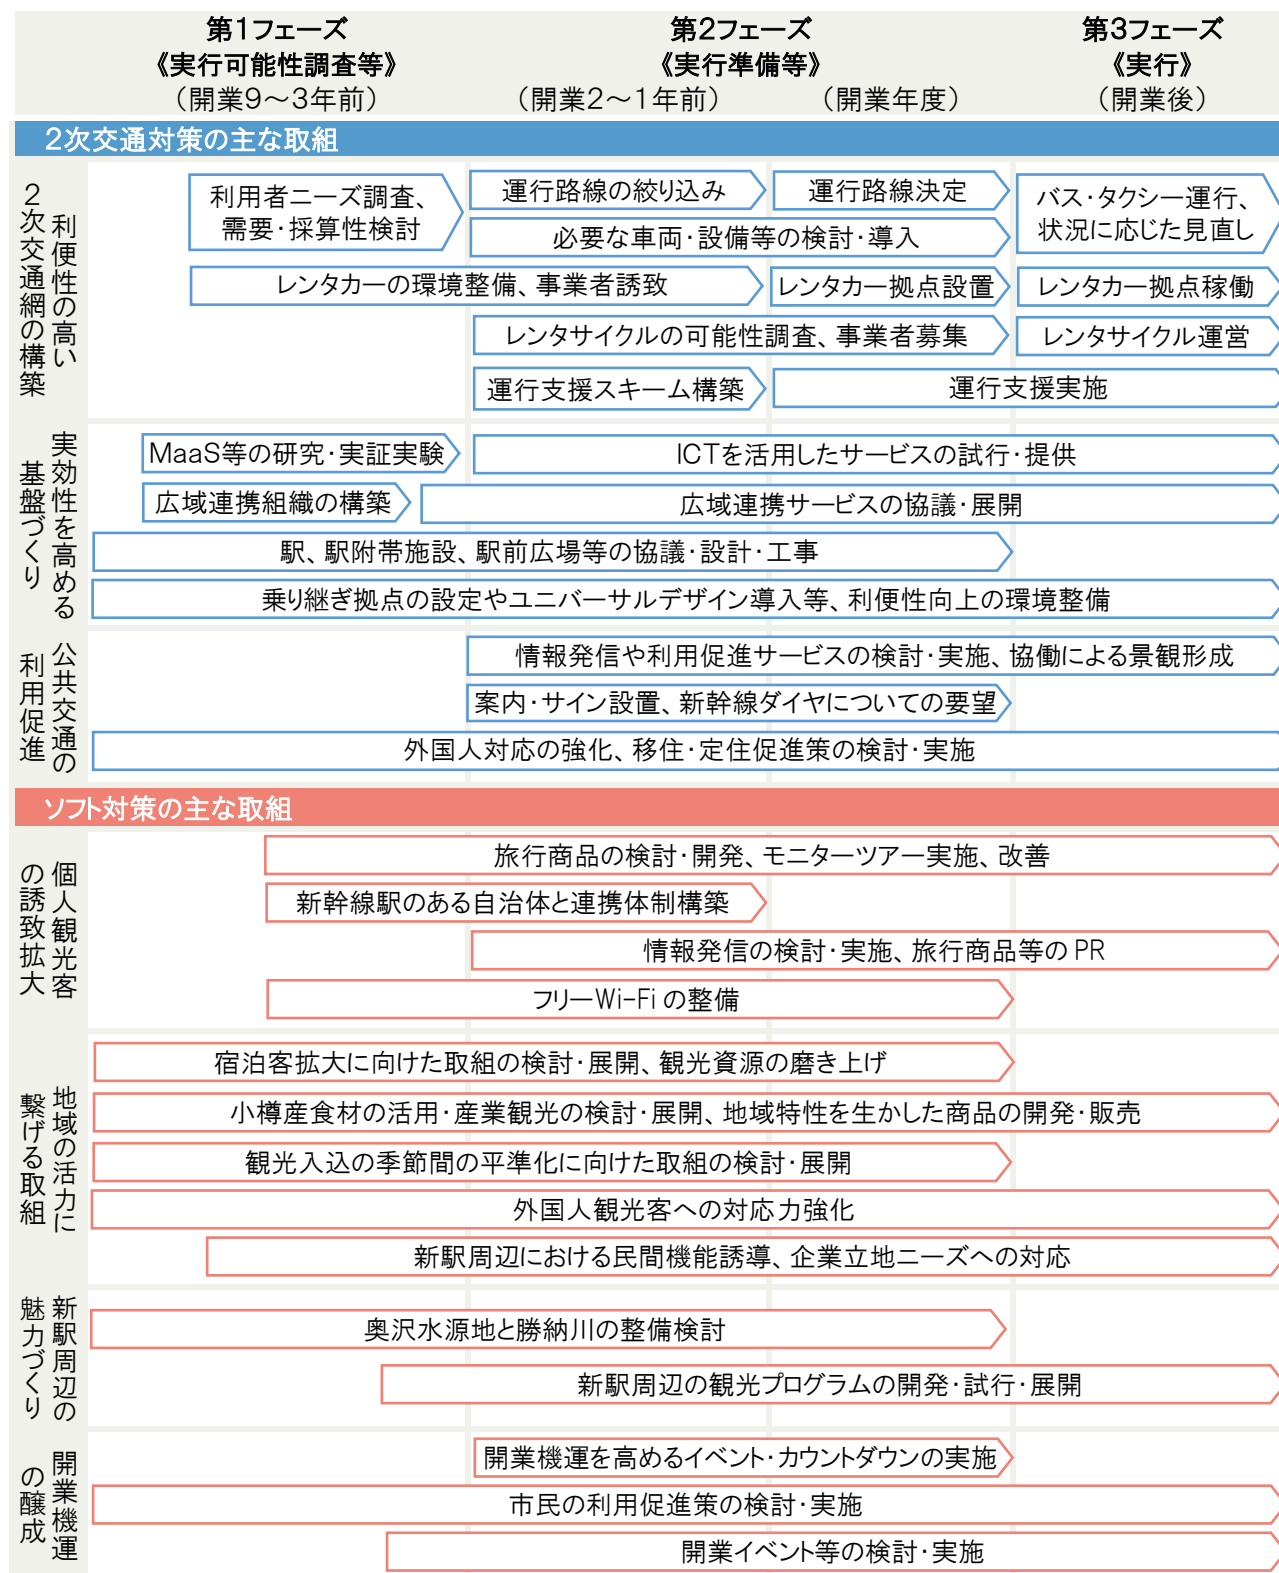 第1フェーズ
《実行可能性調査等》
（開業9～3年前）
第2フェーズ
《実行準備等》
（開業2～1年前）
（開業年度）
第3フェーズ
《実行》
（開業後）
2次交通対策の主な取組
利便性の高い
2次交通網の構築
利用者ニーズ調査、
需要・採算性検討
運行路線の絞り込み
運行路線決定
バス・タクシー運行、
状況に応じた見直し
必要な車両・設備等の検討・導入
レンタカーの環境整備、事業者誘致
レンタカー拠点設置
レンタカー拠点稼働
レンタサイクルの可能性調査、事業者募集
レンタサイクル運営
運行支援スキーム構築
運行支援実施
実効性を高める
基盤づくり
MaaS等の研究・実証実験
ICTを活用したサービスの試行・提供
広域連携組織の構築
広域連携サービスの協議・展開
駅、駅附帯施設、駅前広場等の協議・設計・工事
乗り継ぎ拠点の設定やユニバーサルデザイン導入等、利便性向上の環境整備
公共交通の
利用促進
情報発信や利用促進サービスの検討・実施、協働による景観形成
案内・サイン設置、新幹線ダイヤについての要望
外国人対応の強化、移住・定住促進策の検討・実施
ソフト対策の主な取組
個人観光客
の誘致拡大
旅行商品の検討・開発、モニターツアー実施、改善
新幹線駅のある自治体と連携体制構築
情報発信の検討・実施、旅行商品等のPR
フリーWi-Fiの整備
地域の活力に
繋げる取組
宿泊客拡大に向けた取組の検討・展開、観光資源の磨き上げ
小樽産食材の活用・産業観光の検討・展開、地域特性を生かした商品の開発・販売
観光入込の季節間の平準化に向けた取組の検討・展開
外国人観光客への対応力強化
新駅周辺における民間機能誘導、企業立地ニーズへの対応
新駅周辺の
魅力づくり
奥沢水源地と勝納川の整備検討
新駅周辺の観光プログラムの開発・試行・展開
開業機運
の醸成
開業機運を高めるイベント・カウントダウンの実施
市民の利用促進策の検討・実施
開業イベント等の検討・実施